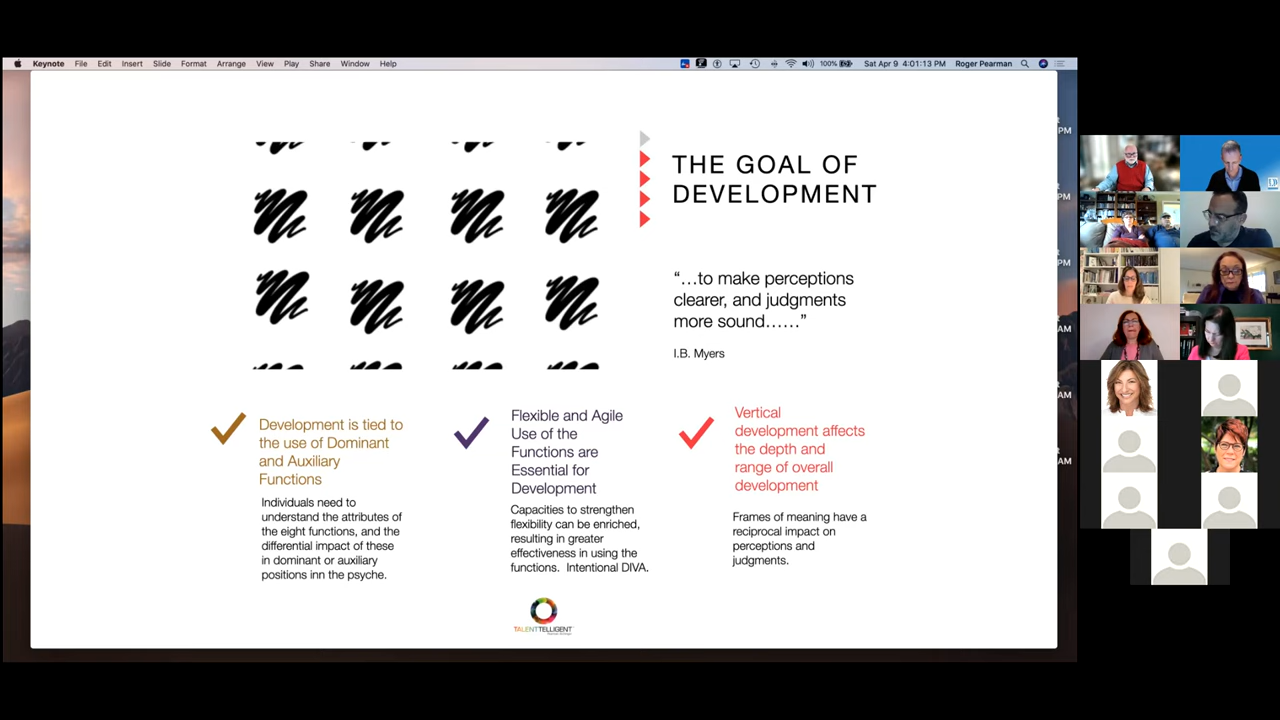 Keynote File Edit Insert Slide Format Arrange View Play Share Window Help 100% Sat Apr 9 4:01:13 PM Roger Pearman
THE GOAL OF
DEVELOPMENT
“…to make perceptions
clearer, and judgments
more sound……”
I.B. Myers
Development is tied to
the use of Dominant
and Auxiliary
Functions
Individuals need to
understand the attributes of
the eight functions, and the
differential impact of these
in dominant or auxiliary
positions inn the psyche.
Flexible and Agile
Use of the
Functions are
Essential for
Development
Capacities to strengthen
flexibility can be enriched,
resulting in greater
effectiveness in using the
functions. Intentional DIVA.
Vertical
development affects
the depth and
range of overall
development
Frames of meaning have a
reciprocal impact on
perceptions and
judgments.
TALENTTELLIGENT
PM
PM
PM
AM
AM
AM